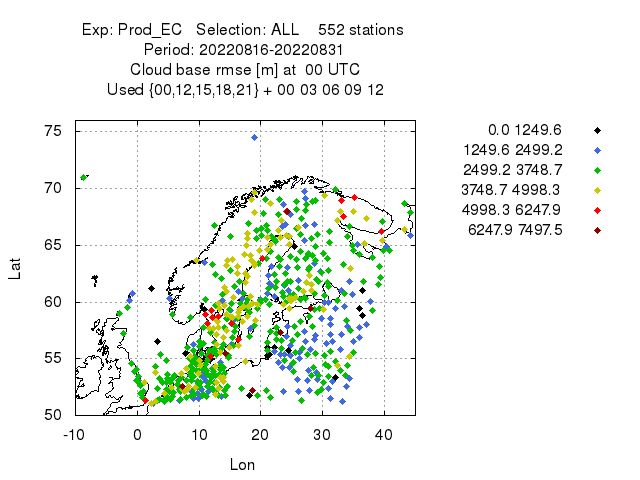 Exp: Prod_EC   Selection: ALL    552 stations
Period: 20220816-20220831
Cloud base rmse [m] at  00 UTC
Used {00,12,15,18,21} + 00 03 06 09 12
75
70
65
60
55
50
Lat
-10 0 10 20 30 40
Lon
0.0 1249.6
1249.6 2499.2
2499.2 3748.7
3748.7 4998.3
4998.3 6247.9
6247.9 7497.5